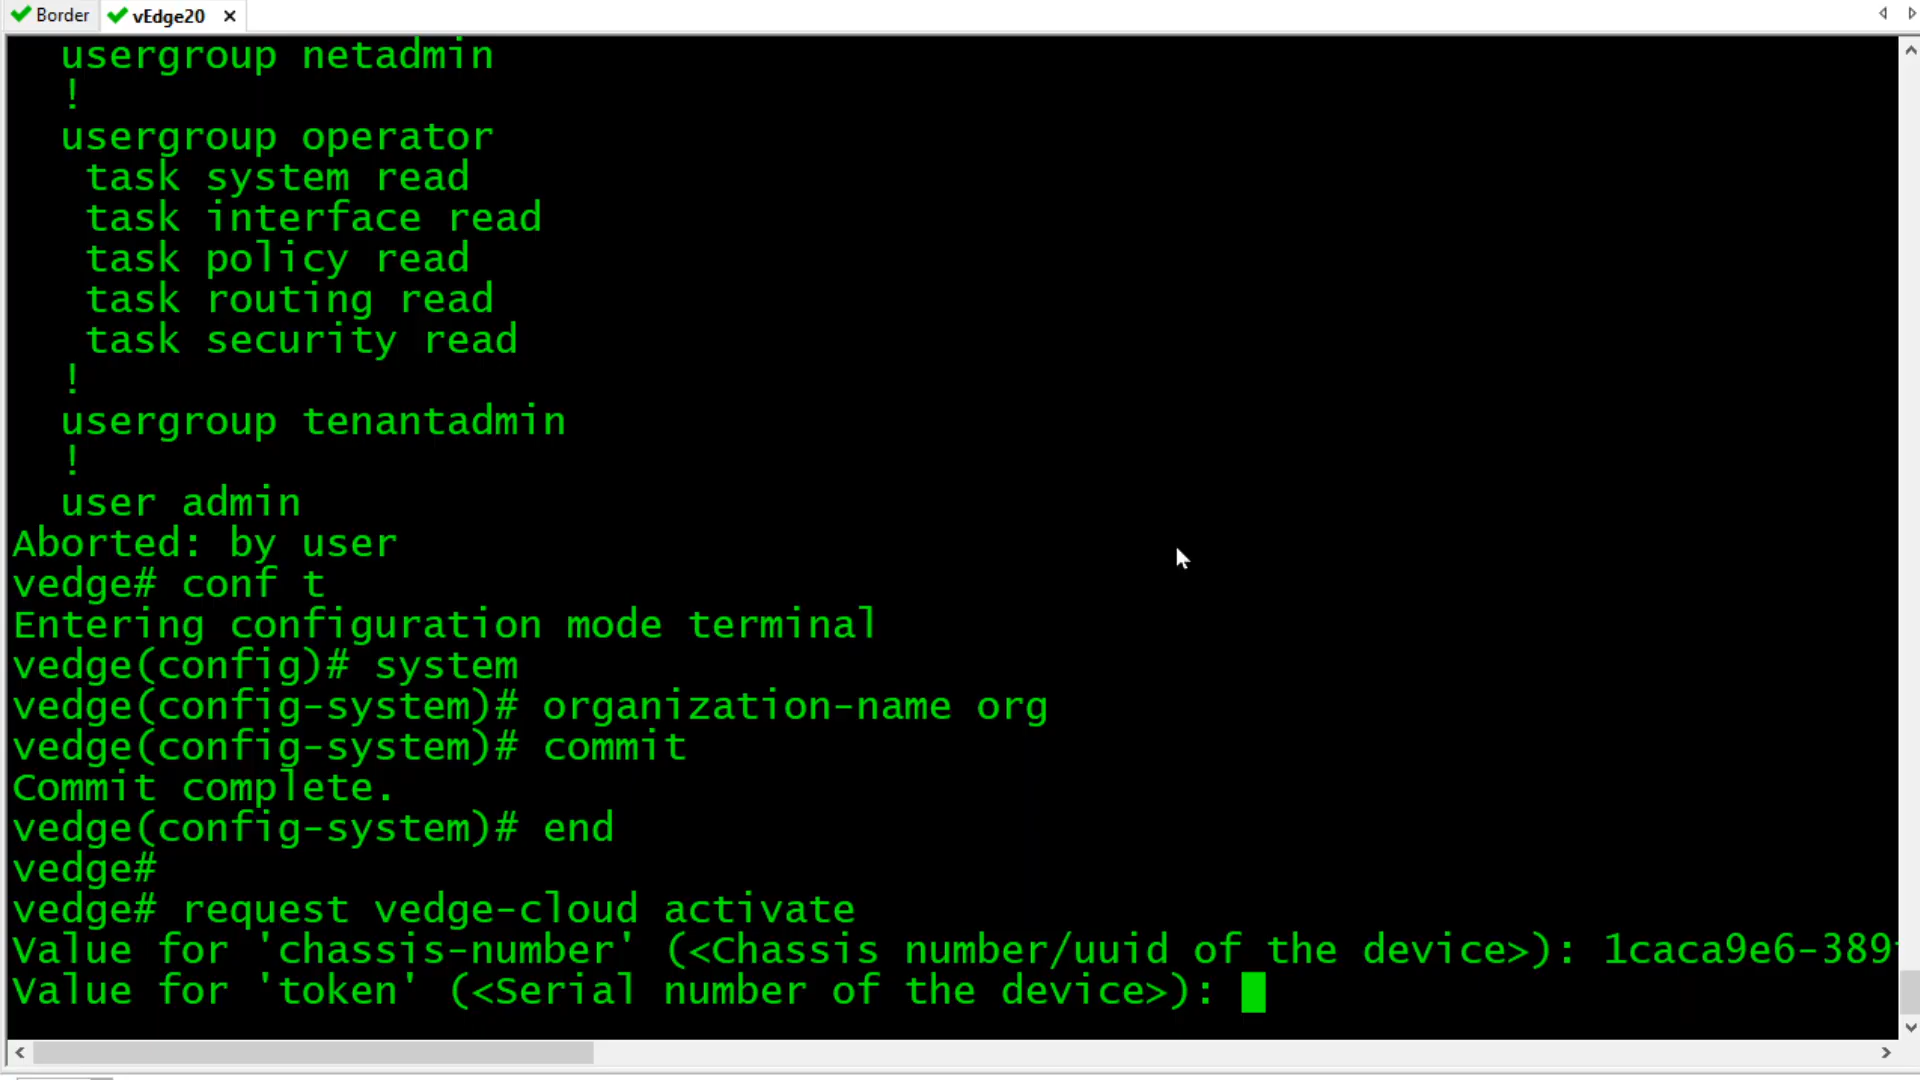 Border vEdge20
usergroup netadmin
!
usergroup operator
task system read
task interface read
task policy read
task routing read
task security read
!
usergroup tenantadmin
!
user admin
Aborted: by user
vedge# conf t
Entering configuration mode terminal
vedge(config)# system
vedge(config-system)# organization-name org
vedge(config-system)# commit
Commit complete.
vedge(config-system)# end
vedge#
vedge# request vedge-cloud activate
Value for 'chassis-number' (<Chassis number/uuid of the device>): 1caca9e6-389
Value for 'token' (<Serial number of the device>):